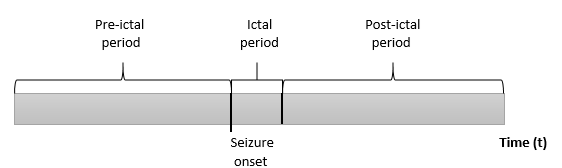 Pre-ictal
period
Ictal
period
Post-ictal
period
Seizure
onset
Time (t)